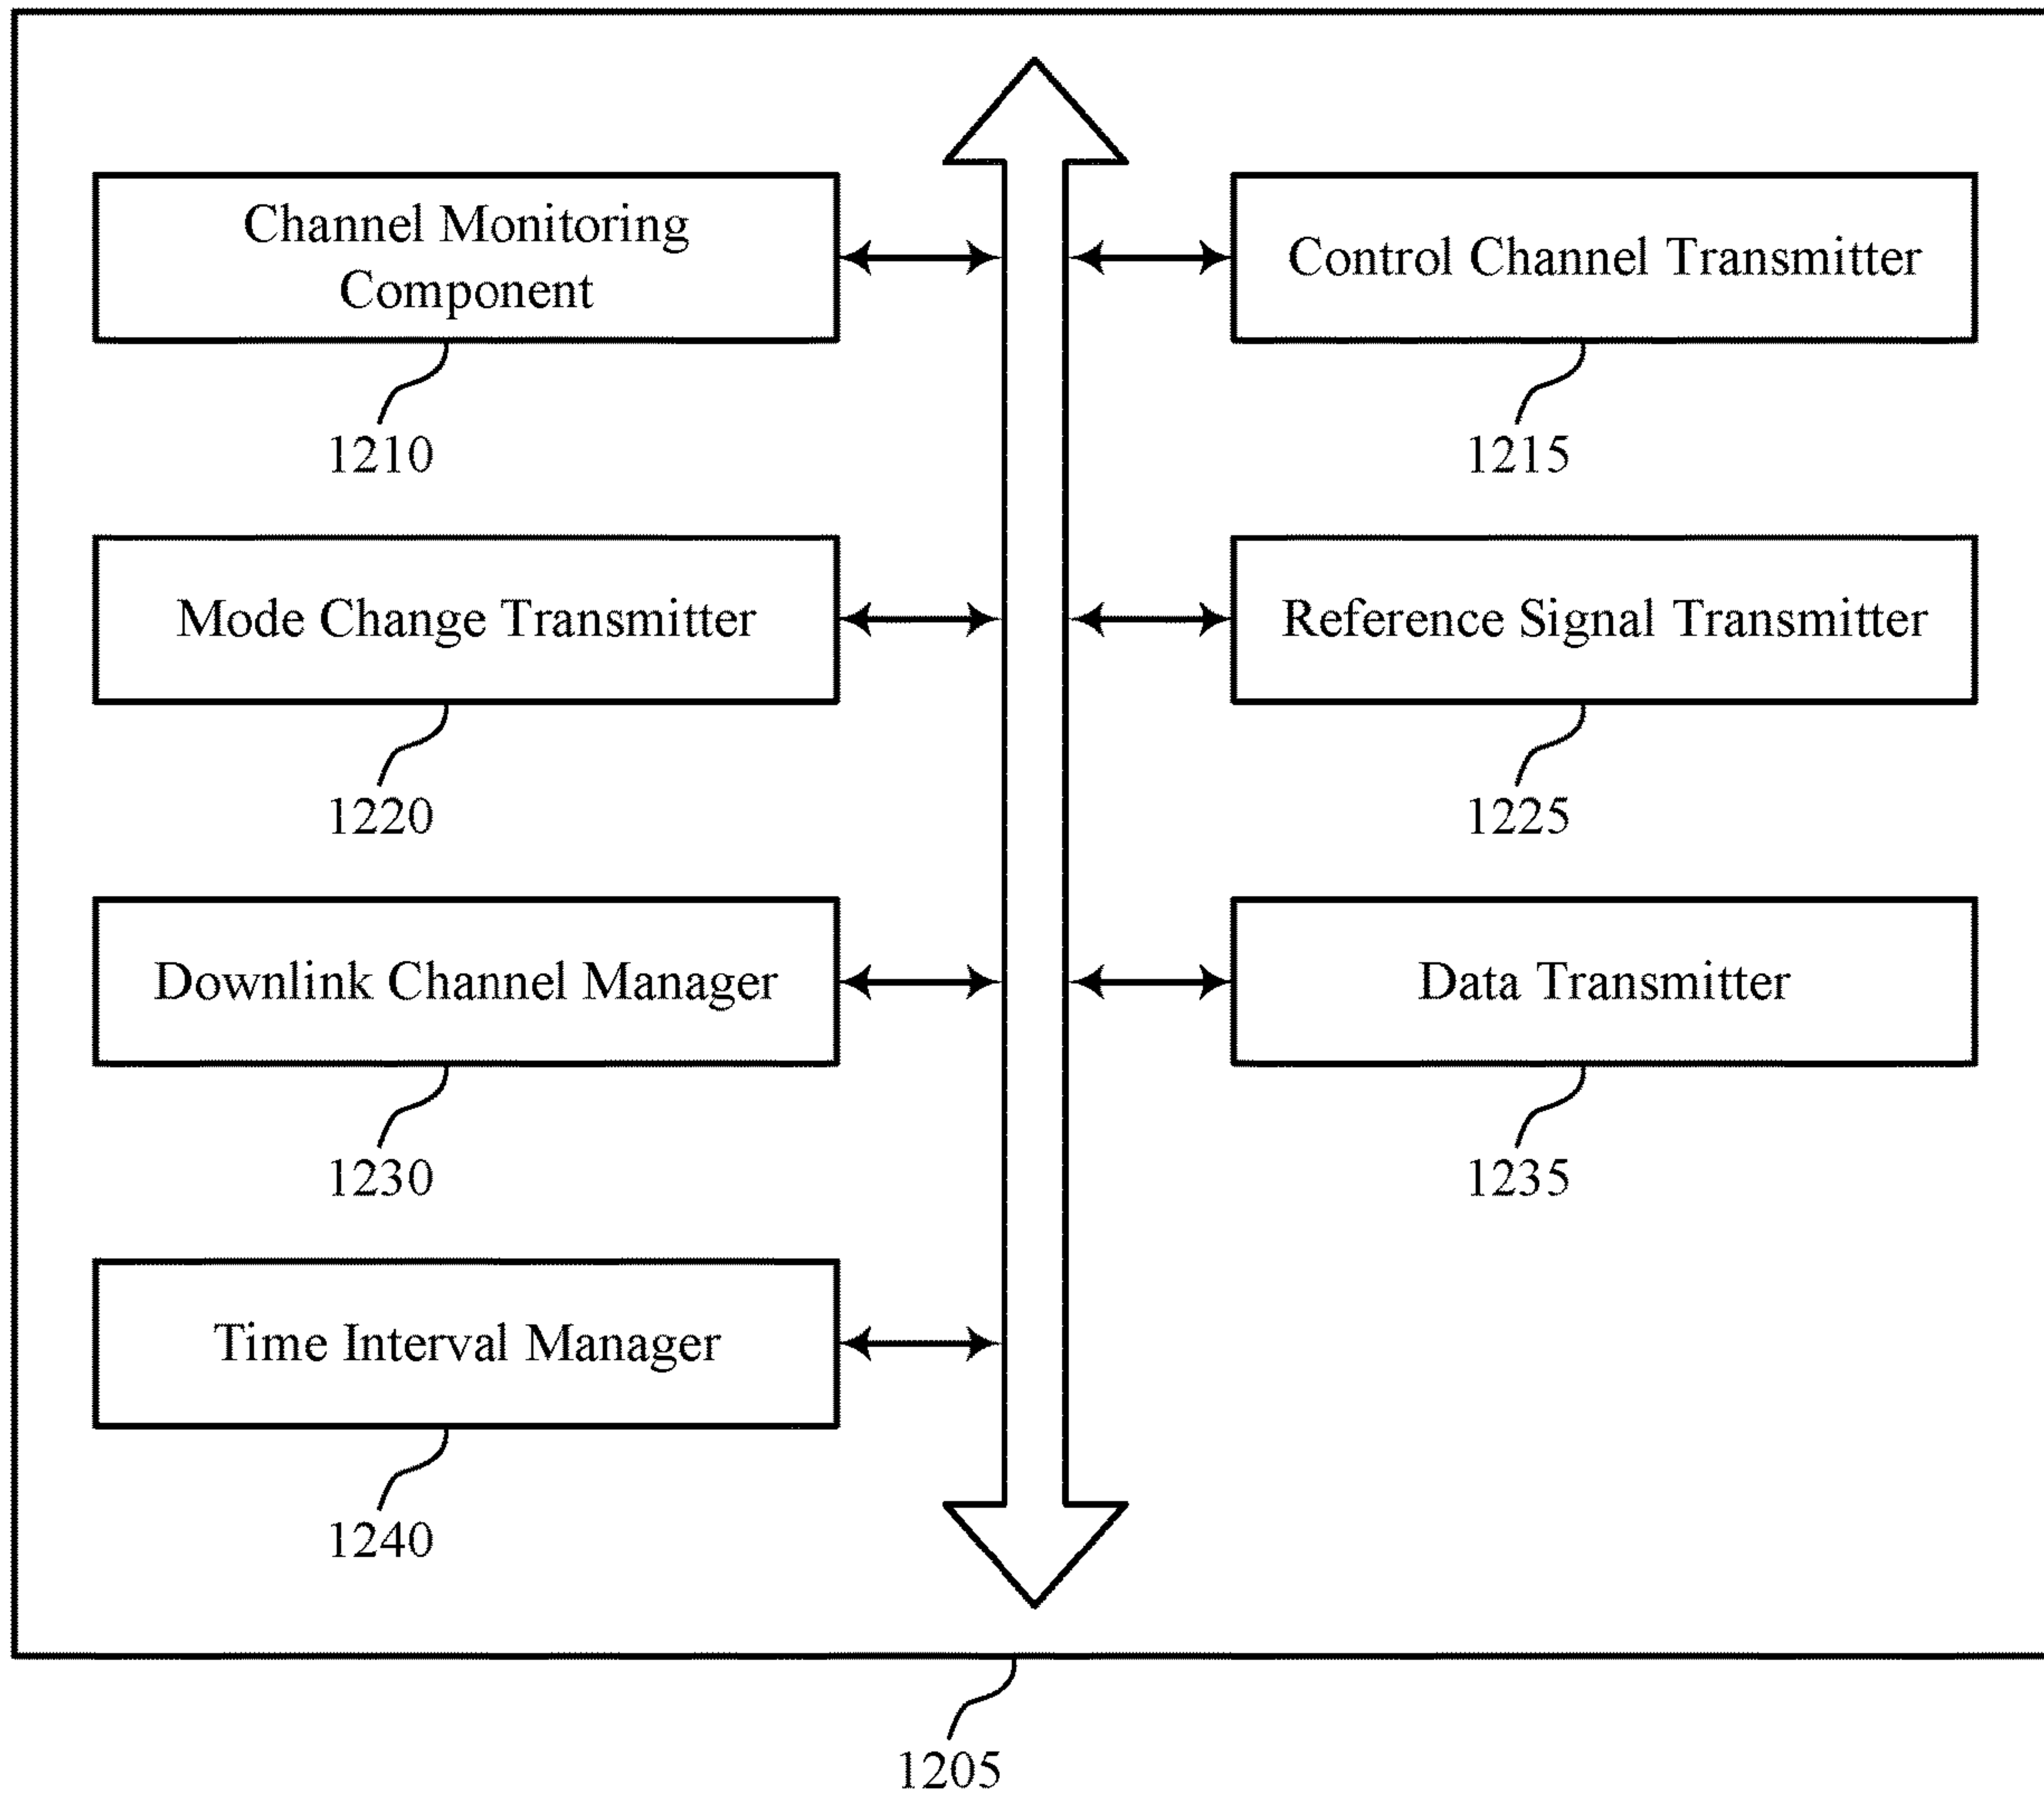 Channel Monitoring
Component
1210
Control Channel Transmitter
1215
Mode Change Transmitter
1220
Reference Signal Transmitter
1225
Downlink Channel Manager
1230
Data Transmitter
1235
Time Interval Manager
1240
1205